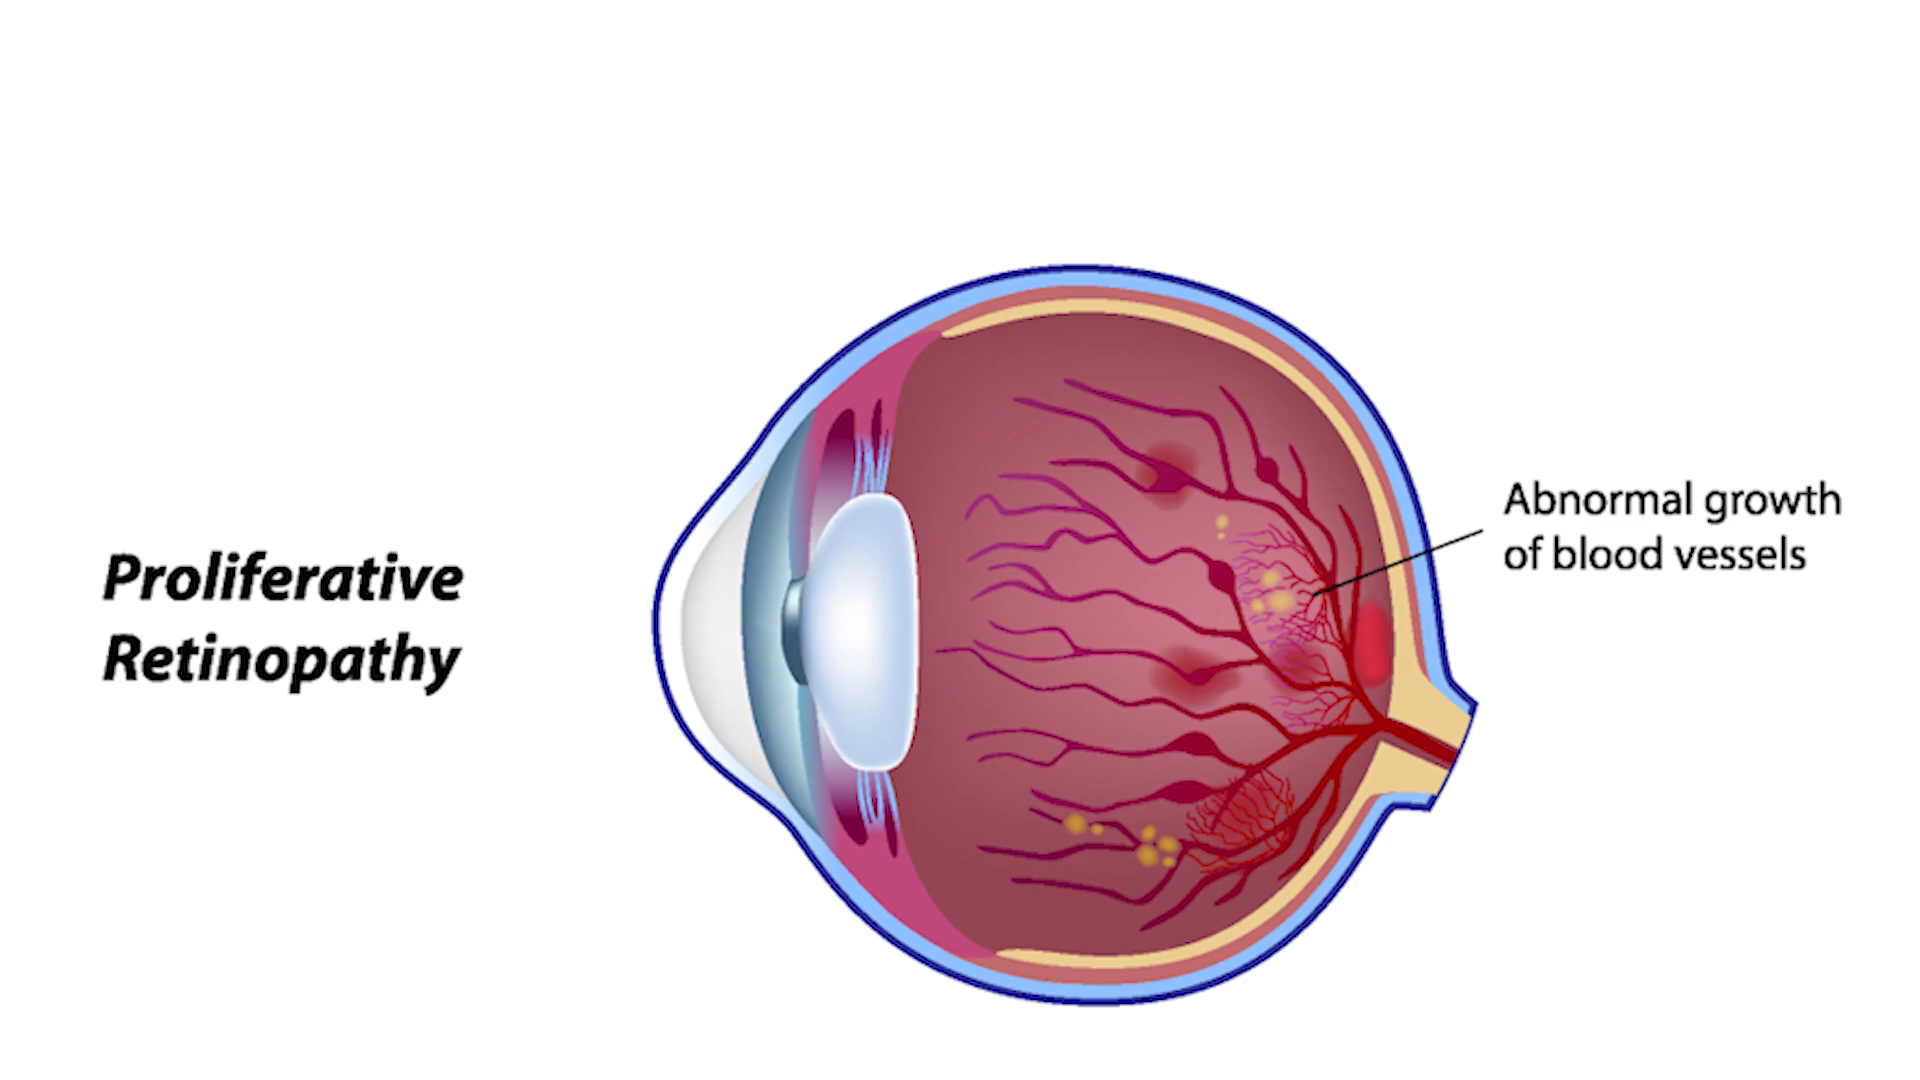 Proliferative
Retinopathy
Abnormal growth
of blood vessels